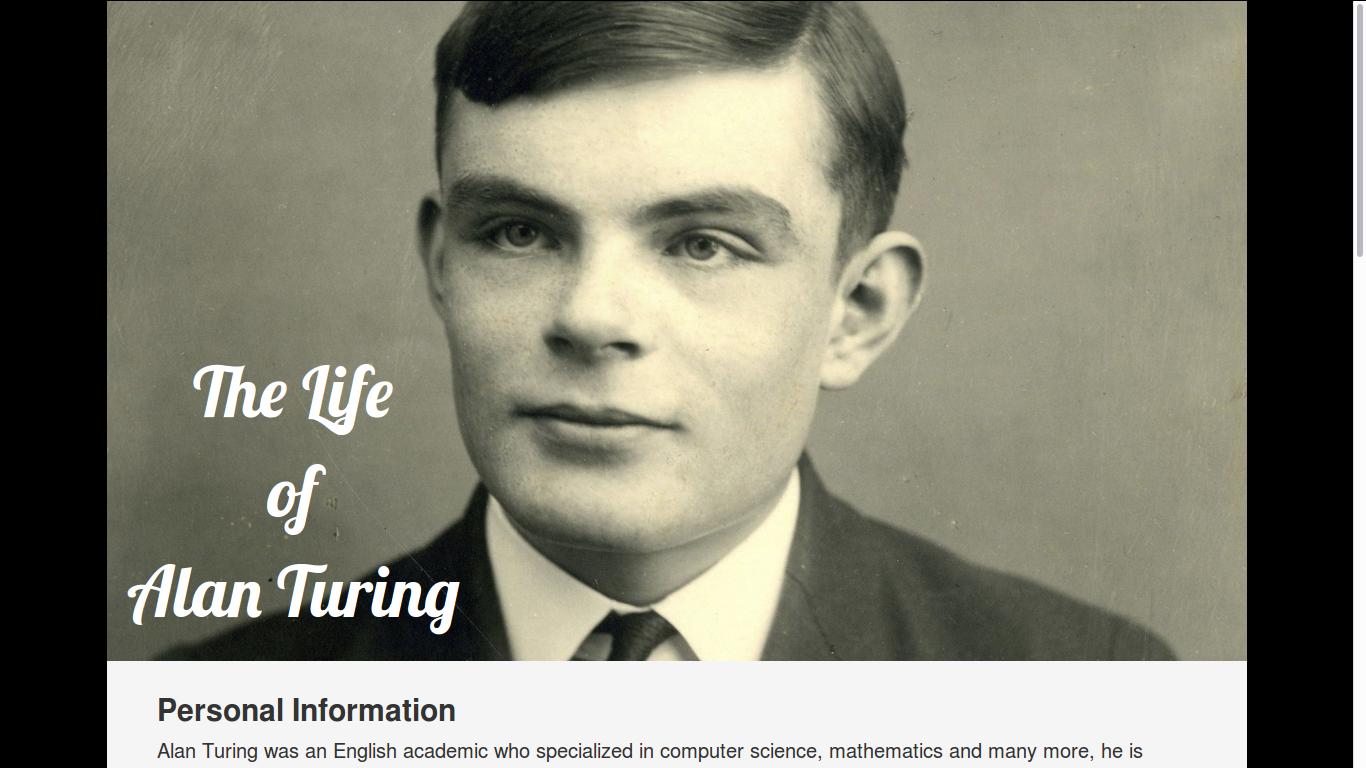 The Life
of
Alan Turing
Personal Information
Alan Turing was an English academic who specialized in computer science, mathematics and many more, he is